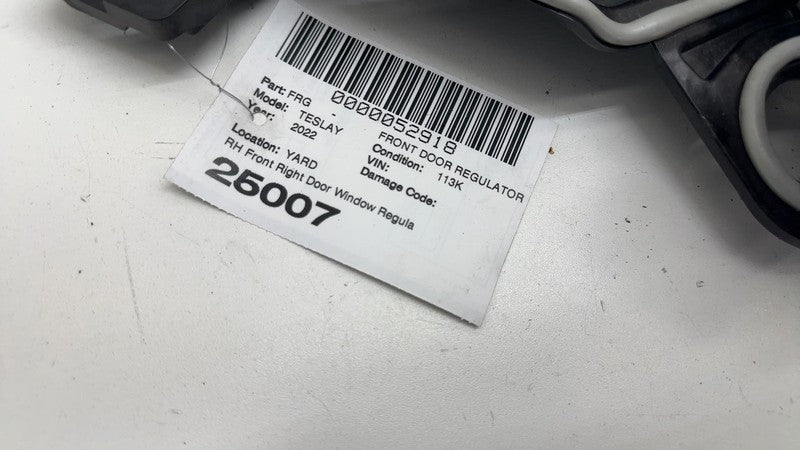 0000052918
Part: FRG - FRONT DOOR REGULATOR
Model: TESLAY Condition: 113K
Year: 2022 VIN:
Damage Code:
Location: YARD
RH Front Right Door Window Regula
25007